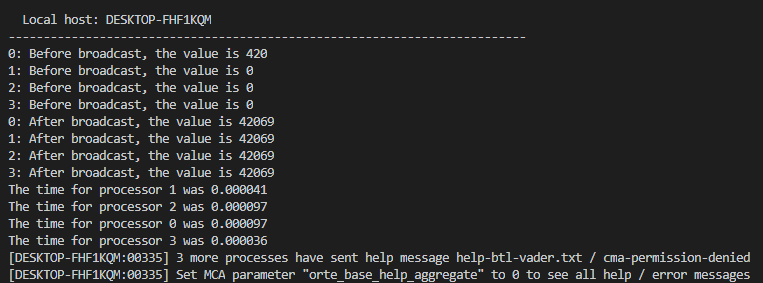 Local host: DESKTOP-FHF1KQM
--------------------------------------------------------------------------
0: Before broadcast, the value is 420
1: Before broadcast, the value is 0
2: Before broadcast, the value is 0
3: Before broadcast, the value is 0
0: After broadcast, the value is 42069
1: After broadcast, the value is 42069
2: After broadcast, the value is 42069
3: After broadcast, the value is 42069
The time for processor 1 was 0.000041
The time for processor 2 was 0.000097
The time for processor 0 was 0.000097
The time for processor 3 was 0.000036
[DESKTOP-FHF1KQM:00335] 3 more processes have sent help message help-btl-vader.txt / cma-permission-denied
[DESKTOP-FHF1KQM:00335] Set MCA parameter "orte_base_help_aggregate" to 0 to see all help / error messages